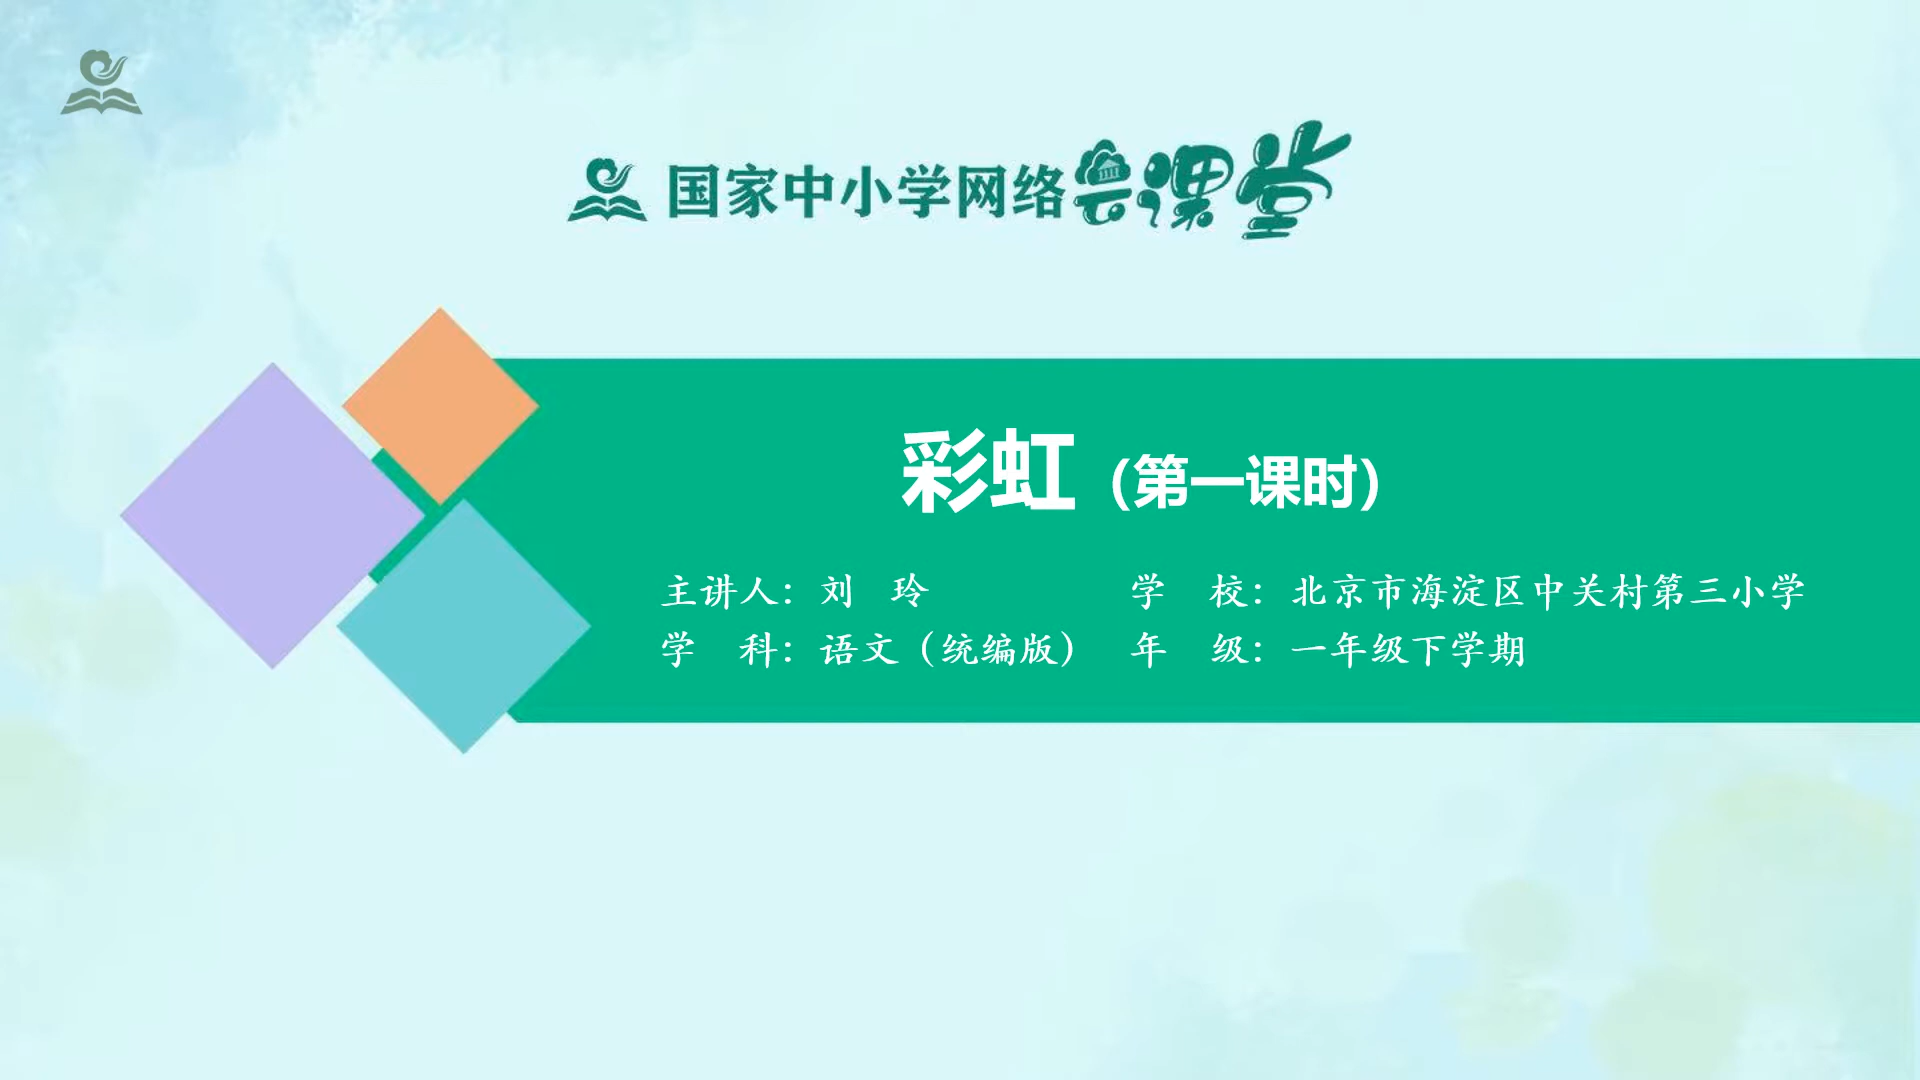 国家中小学网络云课堂
彩虹（第一课时）
主讲人：刘 玲 学 校：北京市海淀区中关村第三小学
学 科：语文（统编版） 年 级：一年级下学期